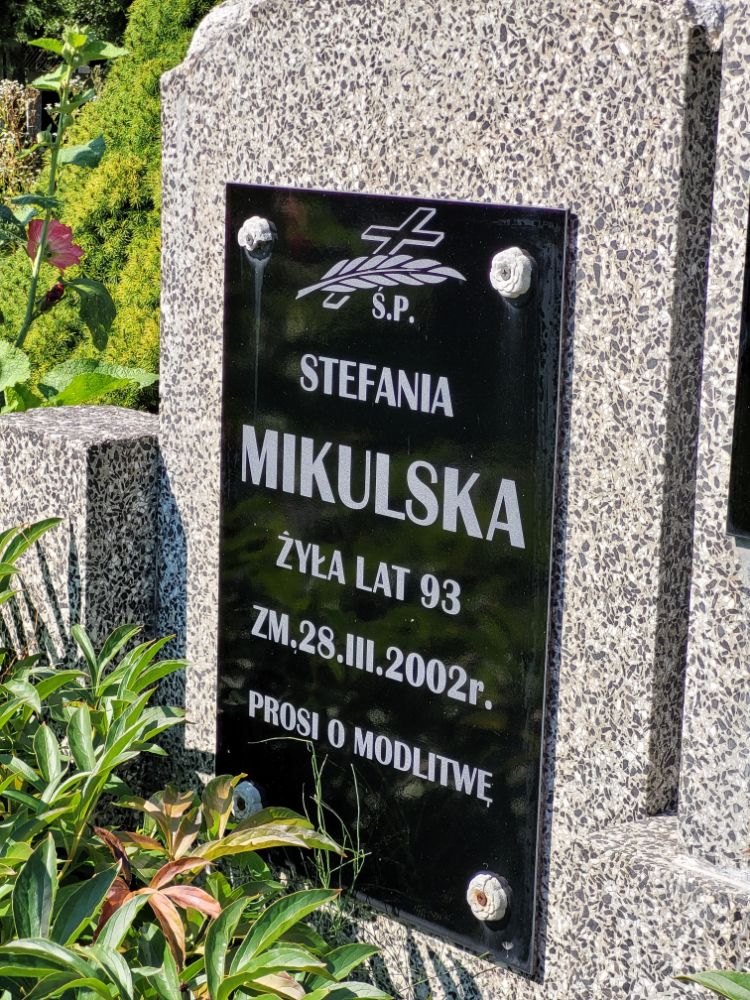 Ś.P.
STEFANIA
MIKULSKA
ŻYŁA LAT 93
ZM.28.III.2002r.
PROSI O MODLITWĘ